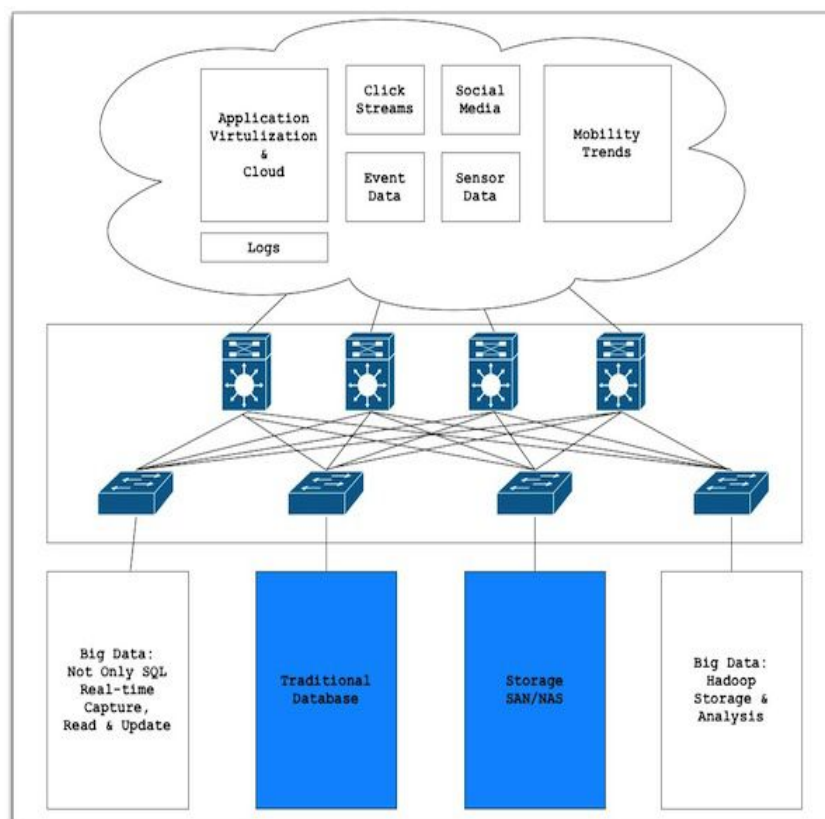 Application
Virtulization
&
Cloud
Click
Streams
Social
Media
Mobility
Trends
Event
Data
Sensor
Data
Logs
Big Data:
Not Only SQL
Real-time
Capture,
Read & Update
Traditional
Database
Storage
SAN/NAS
Big Data:
Hadoop
Storage &
Analysis